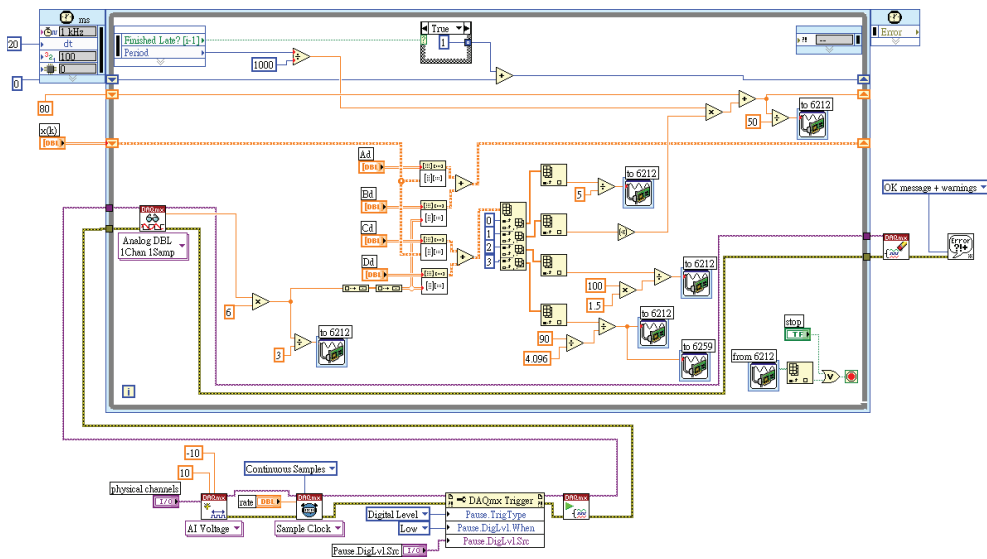 ms
1 kHz
dt
100
0
20
0
80
x(k)
DBL
Finished Late? [i-1]
Period
1000
True
?
1
--
Error
to 6212
50
Ad
DBL
Bd
DBL
Cd
DBL
Dd
DBL
0
1
2
3
to 6212
5
to 6212
100
1.5
to 6212
90
4.096
to 6259
DAQmx
Analog DBL
1Chan 1Samp
6
3
to 6212
OK message + warnings
DAQmx
Error
?!+
stop
TF
from 6212
V
i
-10
10
physical channels
I/O
DAQmx
AI Voltage
Continuous Samples
rate
DBL
DAQmx
Sample Clock
DAQmx Trigger
Digital Level
Pause.TrigType
Low
Pause.DigLvl.When
Pause.DigLvl.Src
Pause.DigLvl.Src
I/O
DAQmx